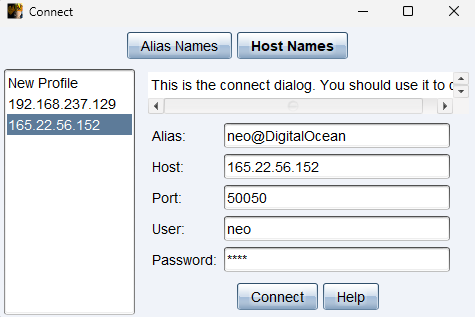 Connect
Alias Names
Host Names
New Profile
192.168.237.129
165.22.56.152
This is the connect dialog. You should use it to
Alias: neo@DigitalOcean
Host: 165.22.56.152
Port: 50050
User: neo
Password: ****
Connect
Help